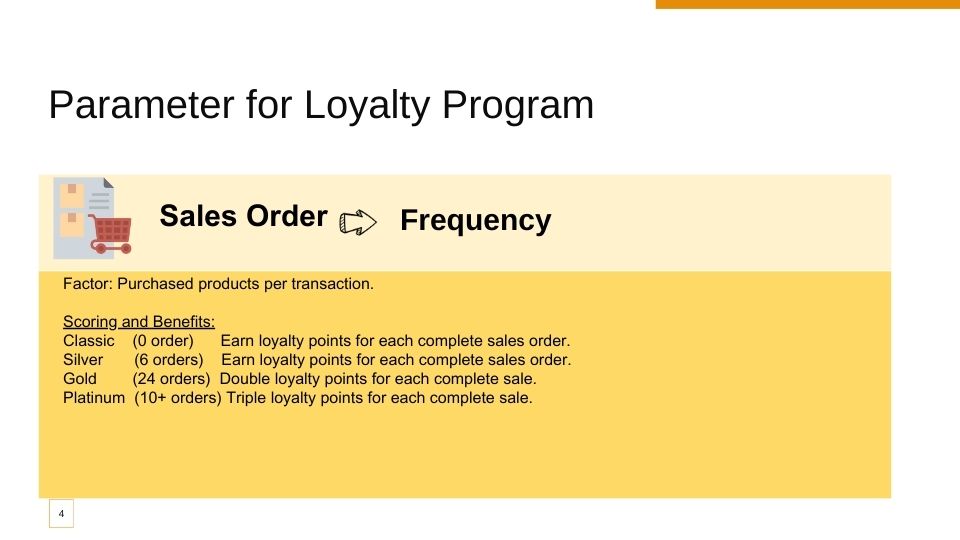 Parameter for Loyalty Program
Sales Order
Frequency
Factor: Purchased products per transaction.
Scoring and Benefits:
Classic (0 order) Earn loyalty points for each complete sales order.
Silver (6 orders) Earn loyalty points for each complete sales order.
Gold (24 orders) Double loyalty points for each complete sale.
Platinum (10+ orders) Triple loyalty points for each complete sale.
4